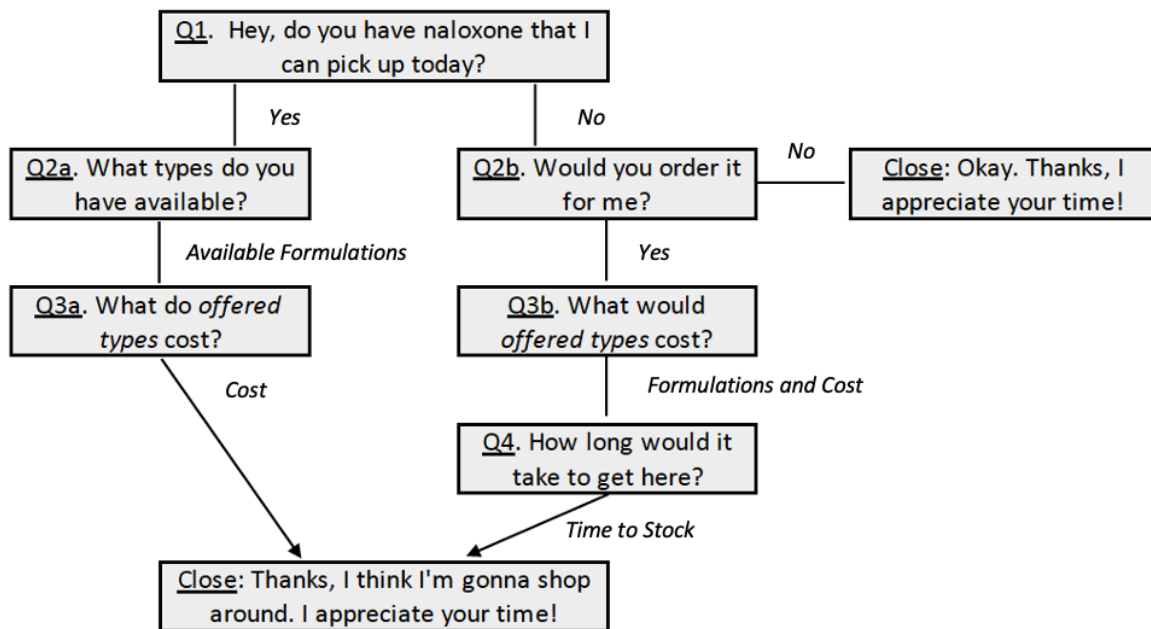 Q1.  Hey, do you have naloxone that I
can pick up today?
Yes
No
Q2a. What types do you
have available?
Q2b. Would you order it
for me?
No
Close: Okay. Thanks, I
appreciate your time!
Available Formulations
Yes
Q3a. What do offered
types cost?
Q3b. What would
offered types cost?
Cost
Formulations and Cost
Q4. How long would it
take to get here?
Time to Stock
Close: Thanks, I think I'm gonna shop
around. I appreciate your time!